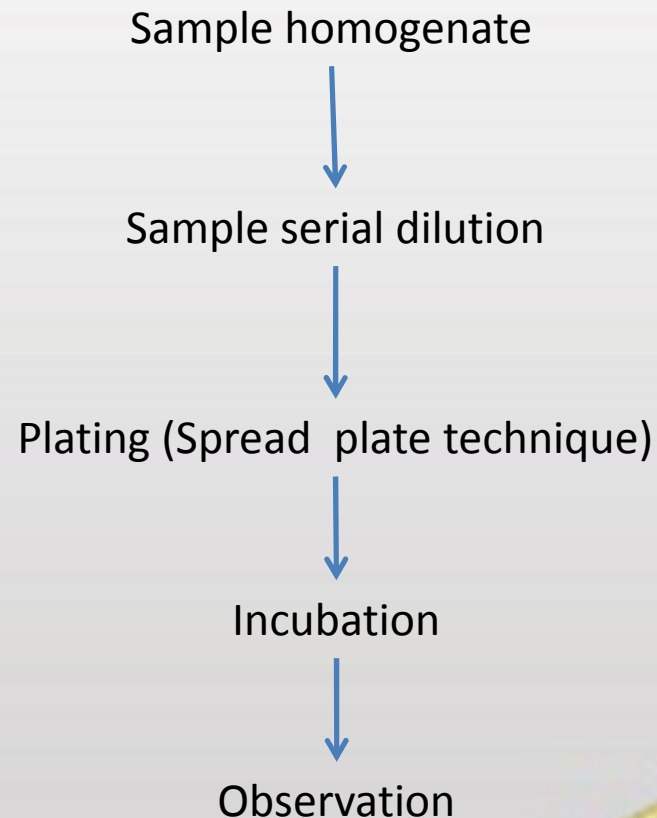 Sample homogenate
Sample serial dilution
Plating (Spread  plate technique)
Incubation
Observation